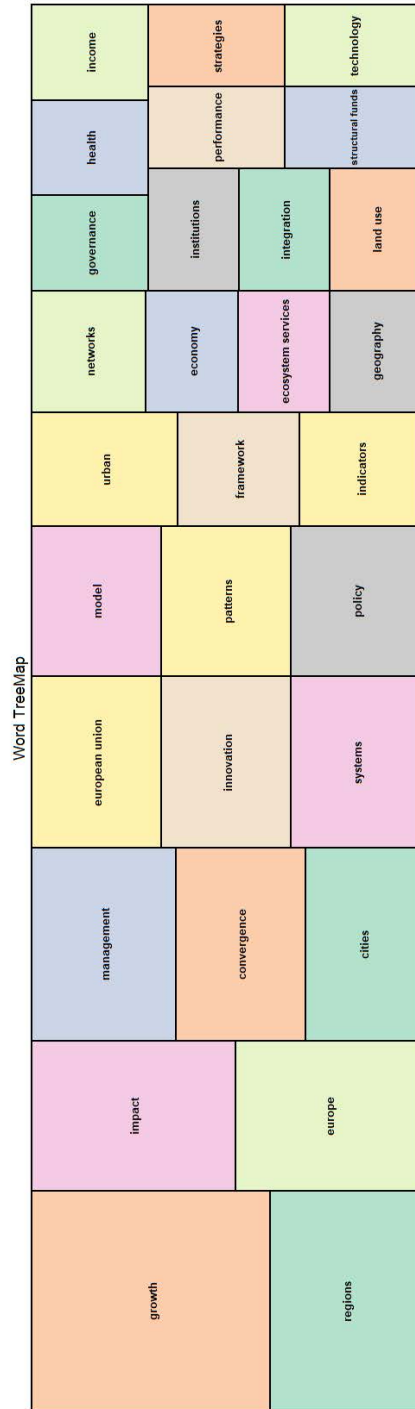 Word TreeMap
growth
regions
impact
europe
management
convergence
cities
european union
innovation
systems
model
patterns
policy
urban
framework
indicators
networks
economy
ecosystem services
geography
governance
health
income
institutions
integration
land use
performance
structural funds
strategies
technology